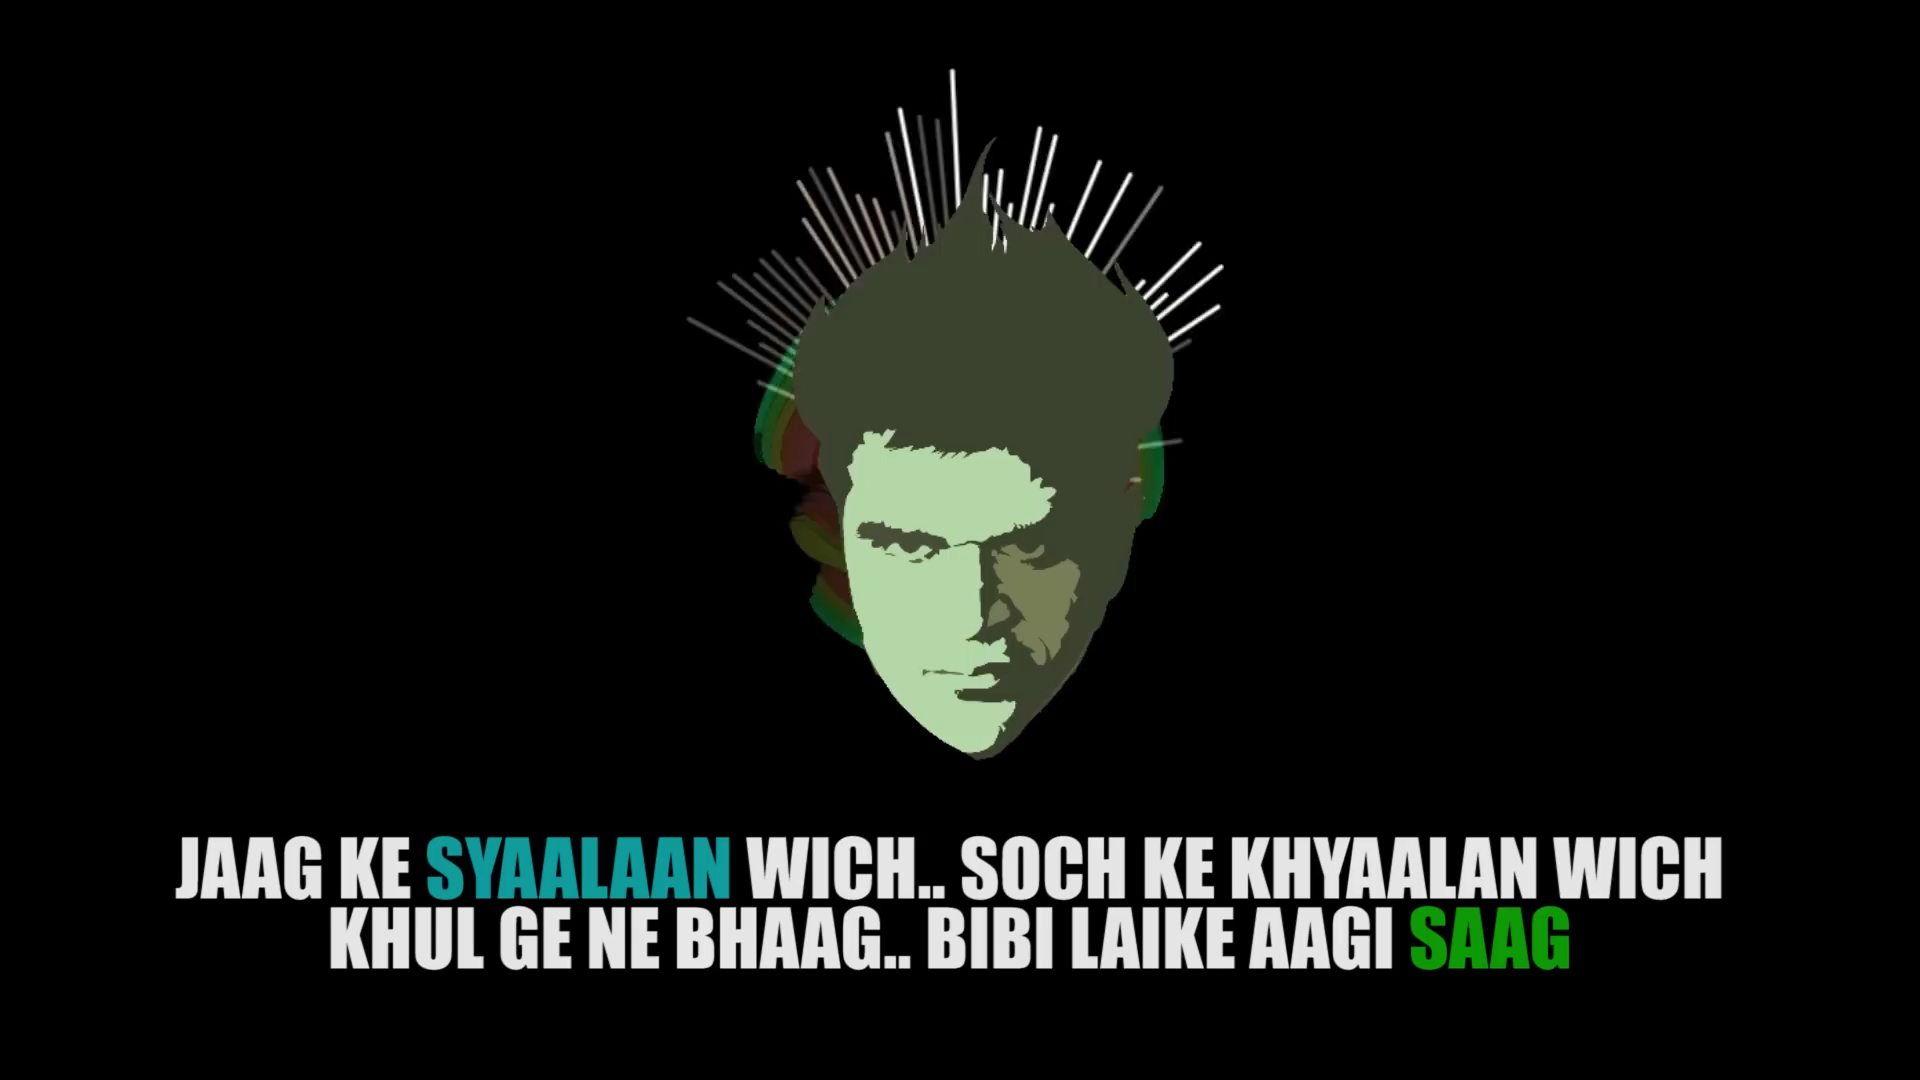 JAAG KE SYAALAAN WICH.. SOCH KE KHYAALAN WICH
KHUL GE NE BHAAG.. BIBI LAIKE AAGI SAAG